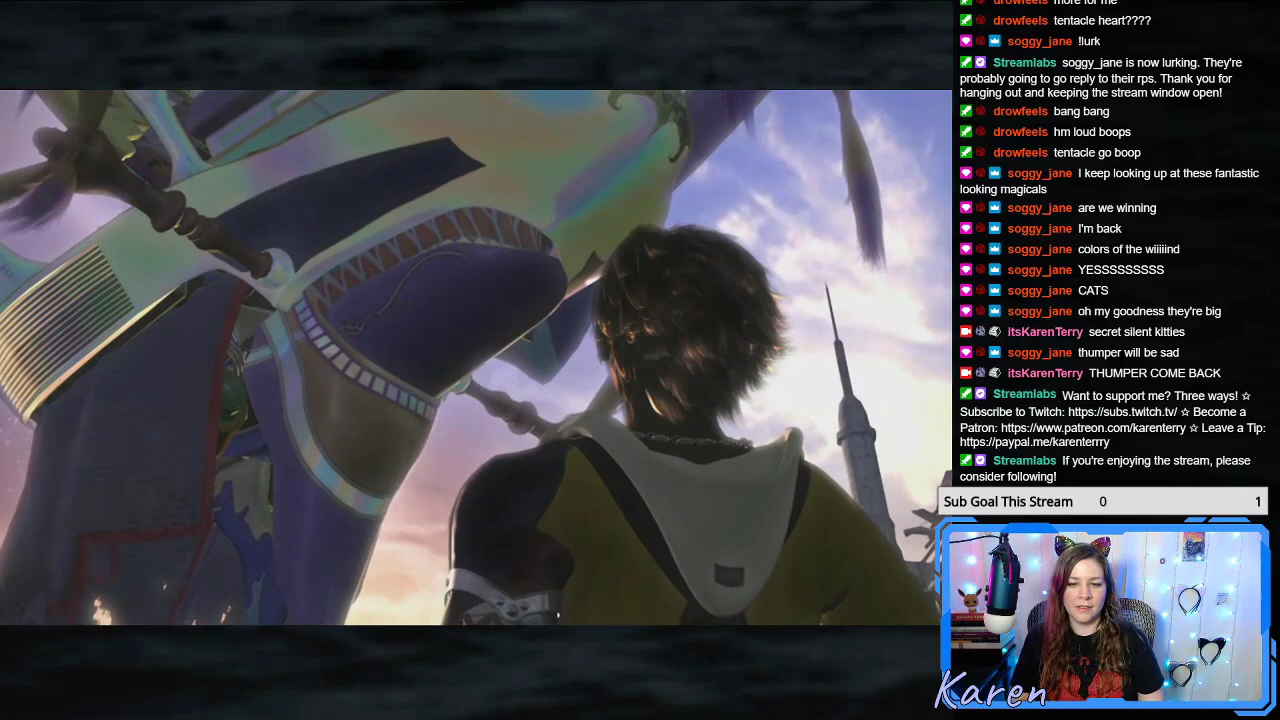 drowfeels more for me
drowfeels tentacle heart????
soggy_jane !lurk
Streamlabs soggy_jane is now lurking. They're
probably going to go reply to their rps. Thank you for
hanging out and keeping the stream window open!
drowfeels bang bang
drowfeels hm loud boops
drowfeels tentacle go boop
soggy_jane I keep looking up at these fantastic
looking magicals
soggy_jane are we winning
soggy_jane I'm back
soggy_jane colors of the wiiiiind
soggy_jane YESSSSSSSSS
soggy_jane CATS
soggy_jane oh my goodness they're big
itsKarenTerry secret silent kitties
soggy_jane thumper will be sad
itsKarenTerry THUMPER COME BACK
Streamlabs Want to support me? Three ways! ☆
Subscribe to Twitch: https://subs.twitch.tv/ ☆ Become a
Patron: https://www.patreon.com/karenterry ☆ Leave a Tip:
https://paypal.me/karenterrry
Streamlabs If you're enjoying the stream, please
consider following!
Sub Goal This Stream 0 1
Karen